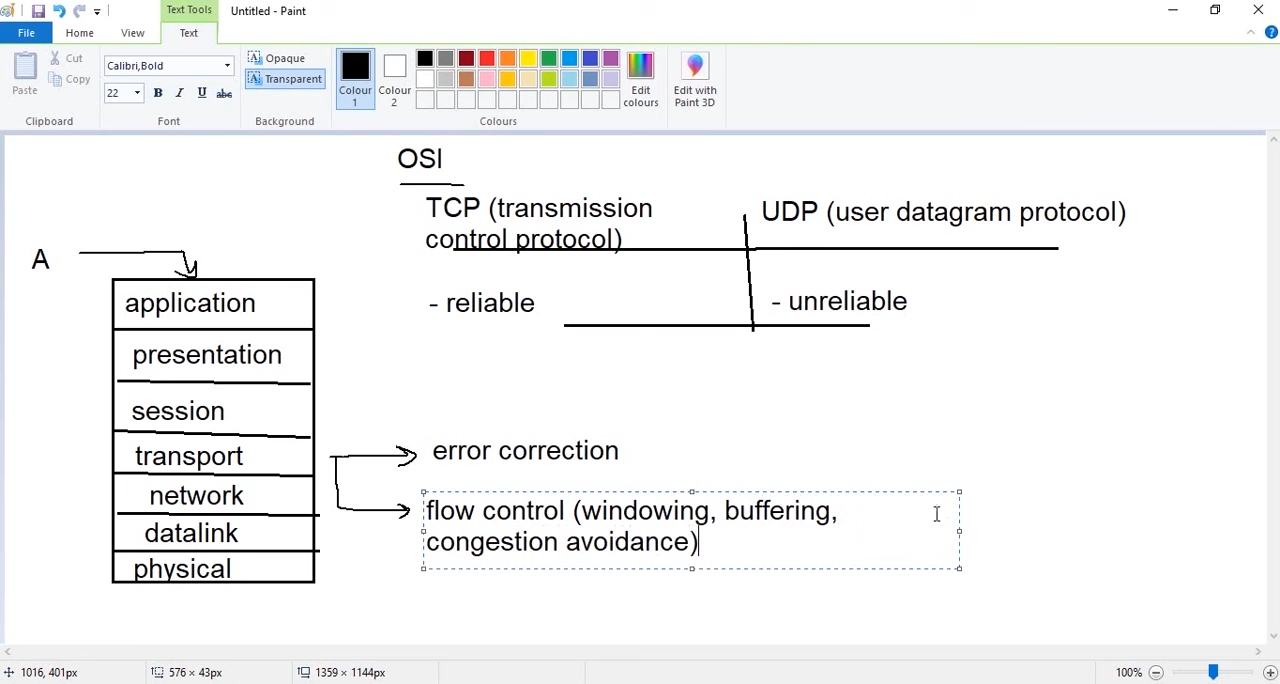 Text Tools
Untitled - Paint
File
Home
View
Text
Paste
Cut
Copy
Clipboard
Calibri,Bold
22
B I U abc
Font
Opaque
Transparent
Background
Colour 1
Colour 2
Edit colours
Colours
Edit with Paint 3D
OSI
TCP (transmission
control protocol)
UDP (user datagram protocol)
- reliable
- unreliable
A
application
presentation
session
transport
network
datalink
physical
error correction
flow control (windowing, buffering,
congestion avoidance)
1016, 401px
576 × 43px
1359 × 1144px
100%